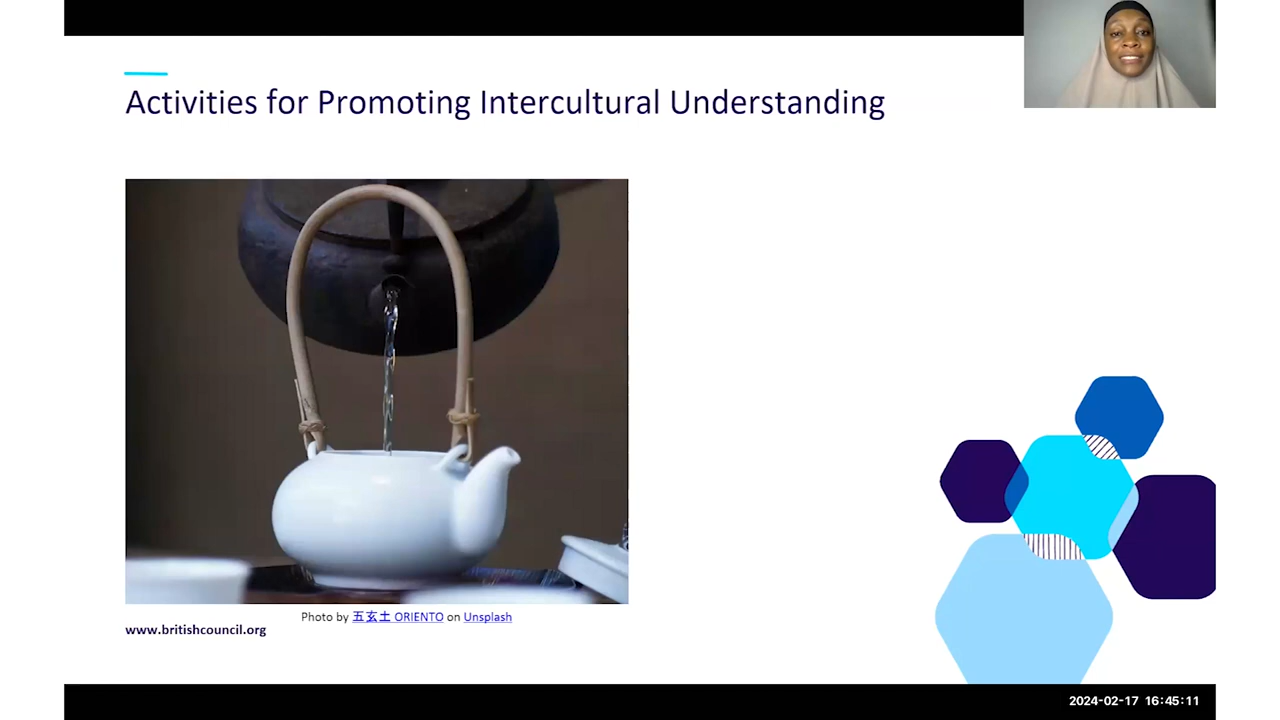 Activities for Promoting Intercultural Understanding
Photo by 五玄土 ORIENTO on Unsplash
www.britishcouncil.org
2024-02-17 16:45:11